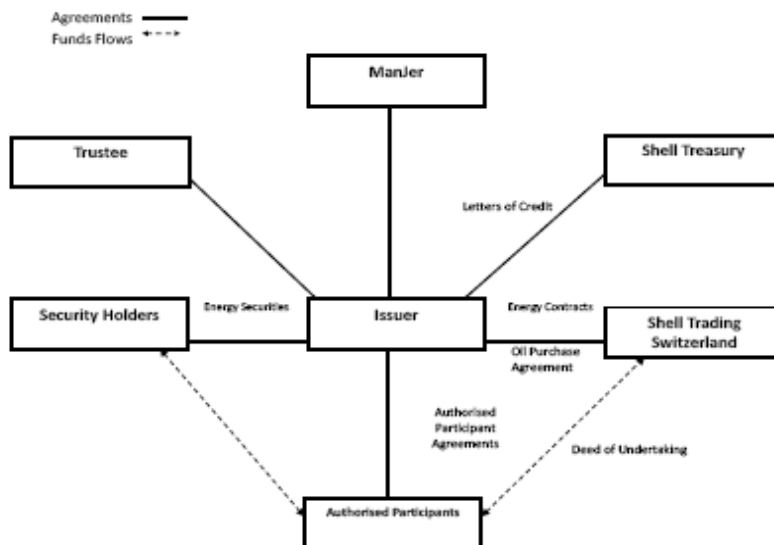 Agreements
Funds Flows
ManJer
Trustee
Shell Treasury
Letters of Credit
Security Holders
Energy Securities
Issuer
Energy Contracts
Oil Purchase
Agreement
Shell Trading
Switzerland
Authorised
Participant
Agreements
Deed of Undertaking
Authorised Participants